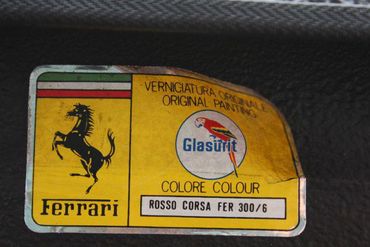 VERNICIATURA ORIGINALE
ORIGINAL PAINTING
Glasurit
COLORE COLOUR
ROSSO CORSA FER 300/6
Ferrari